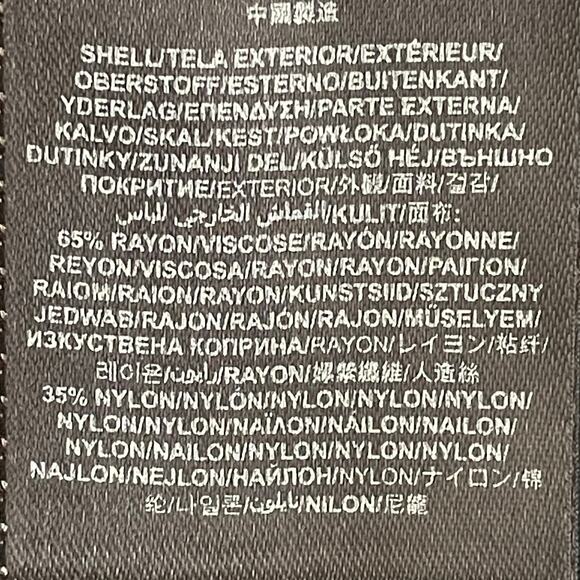 中國製造
SHELL/TELA EXTERIOR/EXTÉRIEUR/
OBERSTOFF/ESTERNO/BUITENKANT/
YDERLAG/ΕΠΕΝΔΥΣΗ/PARTE EXTERNA/
KALVO/SKAL/KEST/POWŁOKA/DUTINKA/
DUTINKY/ZUNANJI DEL/KÜLSŐ HÉJ/ВЪНШНО
ПОКРИТИЕ/EXTERIOR/外観/面料/겉감/
القماش الخارجي للباس/KULIT/面布:
65% RAYON/VISCOSE/RAYÓN/RAYONNE/
REYON/VISCOSA/RAYON/RAYON/ΡΑΙΓΙΟΝ/
RAIOM/RAION/RAYON/KUNSTSIID/SZTUCZNY
JEDWAB/RAJON/RAJÓN/RAJON/MŰSELYEM/
ИЗКУСТВЕНА КОПРИНА/RAYON/レイヨン/粘纤/
레이온/رايون/RAYON/嫘縈纖維/人造絲
35% NYLON/NYLÓN/NYLON/NYLON/NYLON/
NYLON/NYLON/ΝΑΪΛΟΝ/NÁILON/NAILON/
NYLON/NAILON/NYLON/NYLON/NYLON/
NAJLON/NEJLON/НАЙЛОН/NYLON/ナイロン/锦
纶/나일론/نايلون/NILON/尼龍